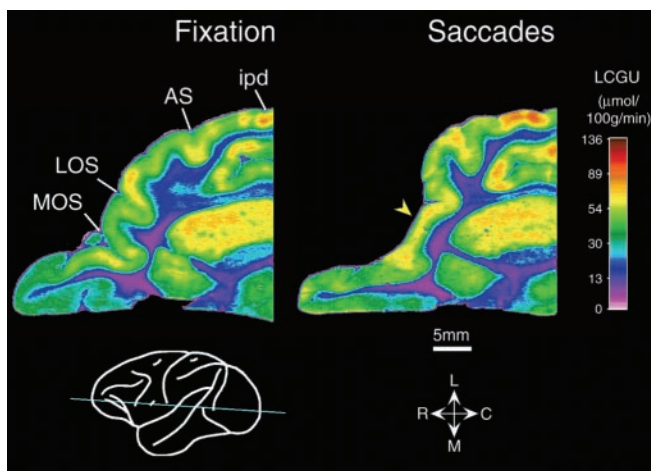 Fixation
Saccades
ipd
AS
LOS
MOS
LCGU
(μmol/
100g/min)
136
89
54
30
13
0
5mm
L
R C
M